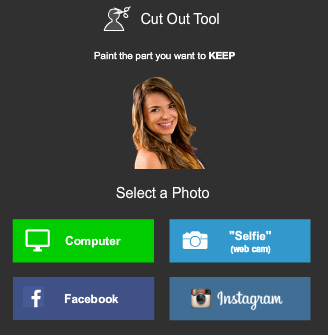 Cut Out Tool
Paint the part you want to KEEP
Select a Photo
Computer
"Selfie"
(web cam)
f Facebook
Instagram